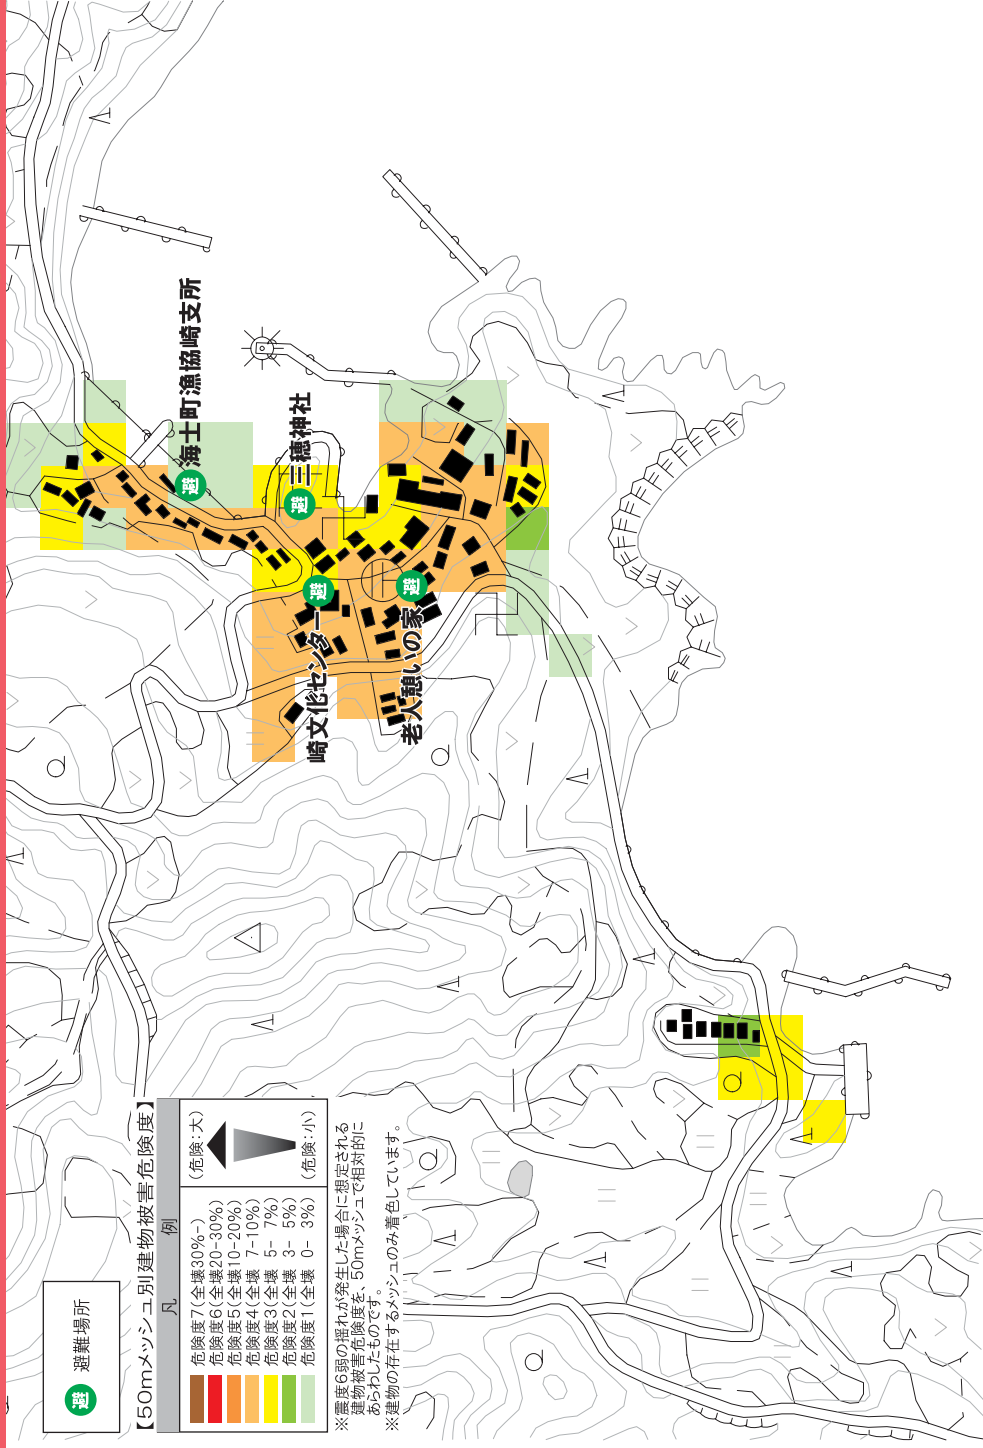 海士町漁協崎支所
三穂神社
崎文化センター
老人憩いの家
避
避
避
避
避 避難場所
【50mメッシュ別建物被害危険度】
凡 例
危険度7(全壊30%-)
危険度6(全壊20-30%)
危険度5(全壊10-20%)
危険度4(全壊 7-10%)
危険度3(全壊 5- 7%)
危険度2(全壊 3- 5%)
危険度1(全壊 0- 3%)
(危険:大)
(危険:小)
※震度6弱の揺れが発生した場合に想定される
建物被害危険度を、50mメッシュで相対的に
あらわしたものです。
※建物の存在するメッシュのみ着色しています。